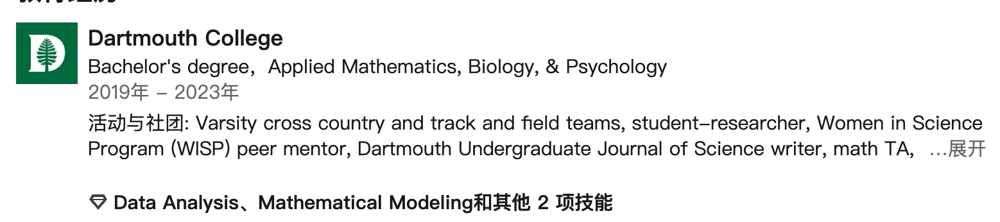 Dartmouth College
Bachelor's degree, Applied Mathematics, Biology, & Psychology
2019年 – 2023年
活动与社团: Varsity cross country and track and field teams, student-researcher, Women in Science
Program (WISP) peer mentor, Dartmouth Undergraduate Journal of Science writer, math TA, …展开
Data Analysis、Mathematical Modeling和其他 2 项技能